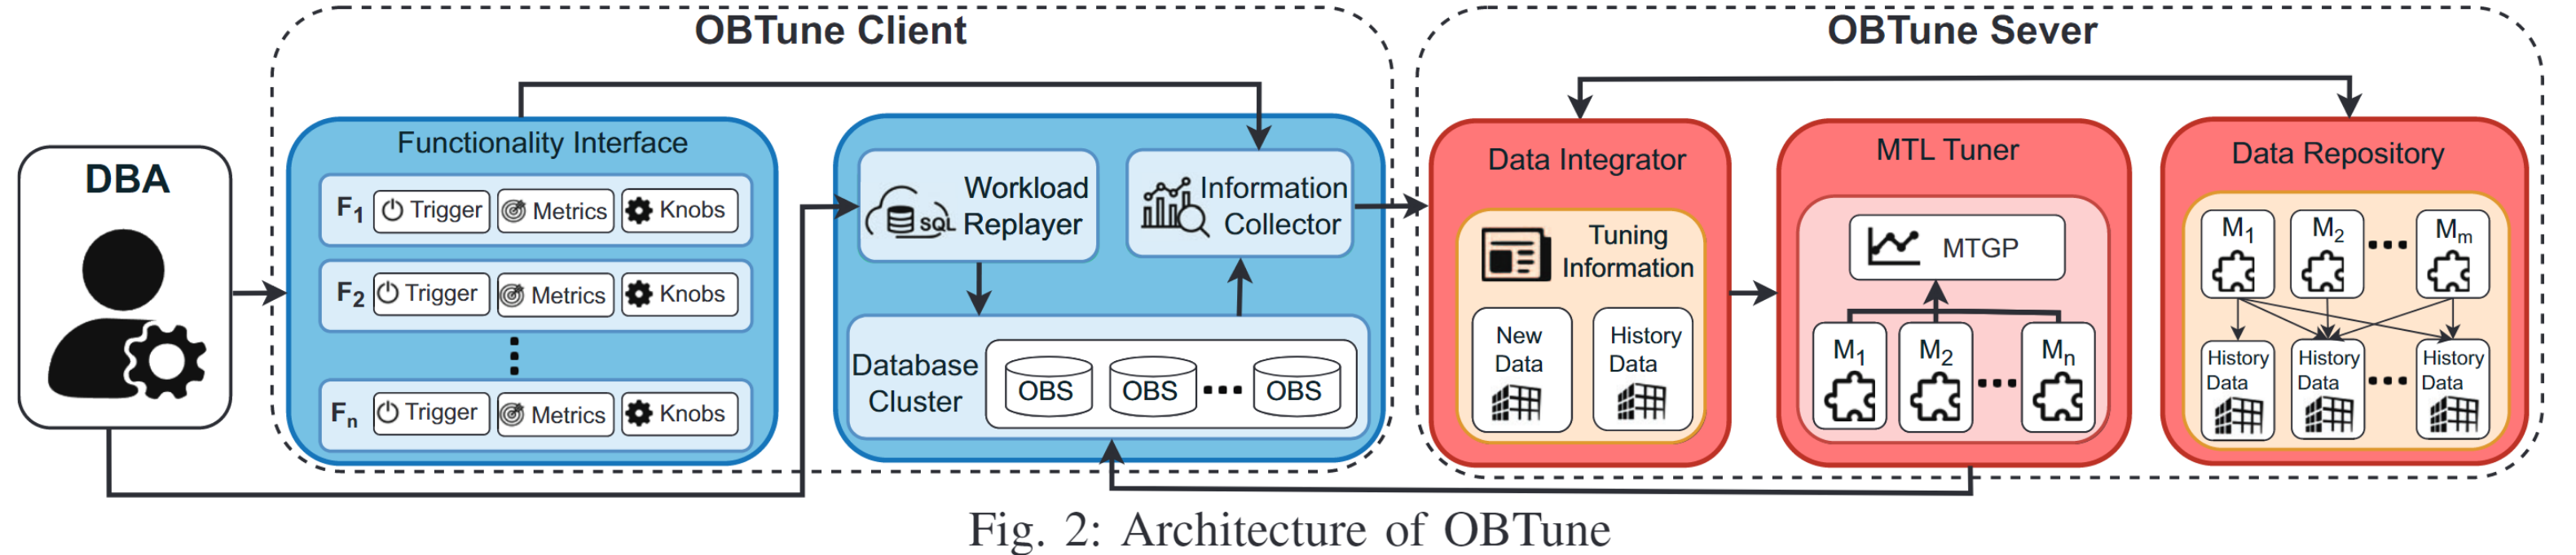 OBTune Client
OBTune Sever
DBA
Functionality Interface
F1 Trigger Metrics Knobs
F2 Trigger Metrics Knobs
Fn Trigger Metrics Knobs
SQL
Workload
Replayer
Information
Collector
Database
Cluster
OBS OBS OBS
Data Integrator
Tuning
Information
New
Data
History
Data
MTL Tuner
MTGP
M1 M2 Mn
Data Repository
M1 M2 Mm
History
Data
History
Data
History
Data
Fig. 2: Architecture of OBTune